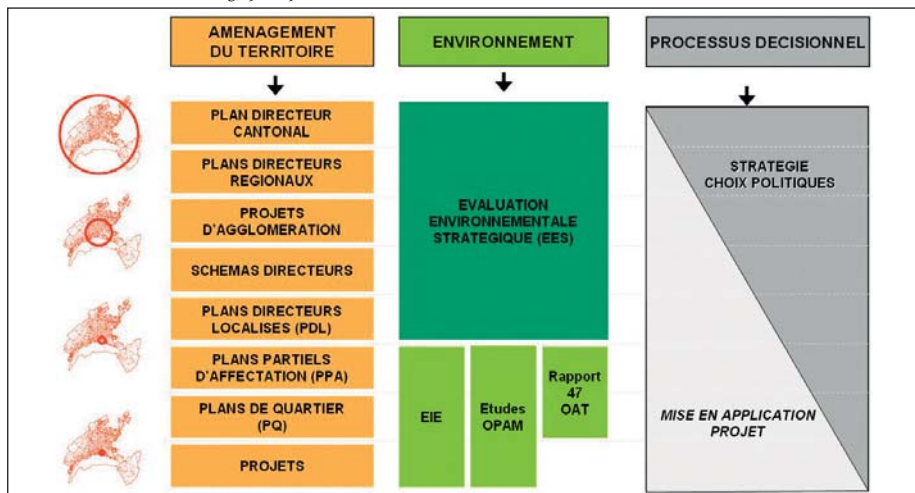 AMENAGEMENT
DU TERRITOIRE
ENVIRONNEMENT
PROCESSUS DECISIONNEL
PLAN DIRECTEUR
CANTONAL
PLANS DIRECTEURS
REGIONAUX
PROJETS
D'AGGLOMERATION
SCHEMAS DIRECTEURS
PLANS DIRECTEURS
LOCALISES (PDL)
PLANS PARTIELS
D'AFFECTATION (PPA)
PLANS DE QUARTIER
(PQ)
PROJETS
EVALUATION
ENVIRONNEMENTALE
STRATEGIQUE (EES)
EIE
Etudes
OPAM
Rapport
47
OAT
STRATEGIE
CHOIX POLITIQUES
MISE EN APPLICATION
PROJET